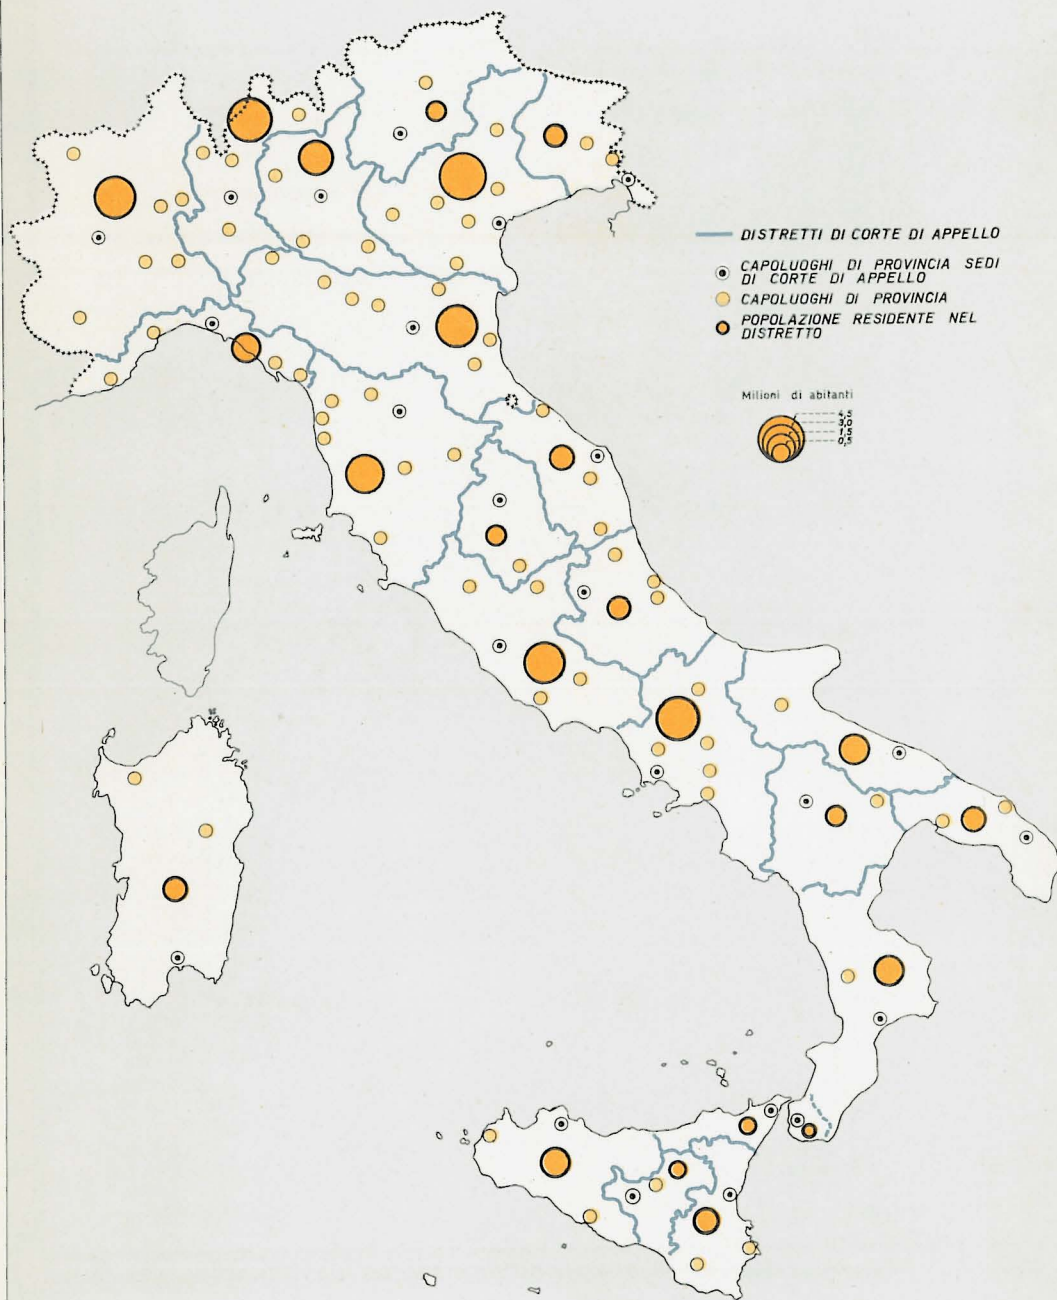 DISTRETTI DI CORTE DI APPELLO
CAPOLUOGHI DI PROVINCIA SEDI
DI CORTE DI APPELLO
CAPOLUOGHI DI PROVINCIA
POPOLAZIONE RESIDENTE NEL
DISTRETTO
Milioni di abitanti
4,5
3,0
1,5
0,5